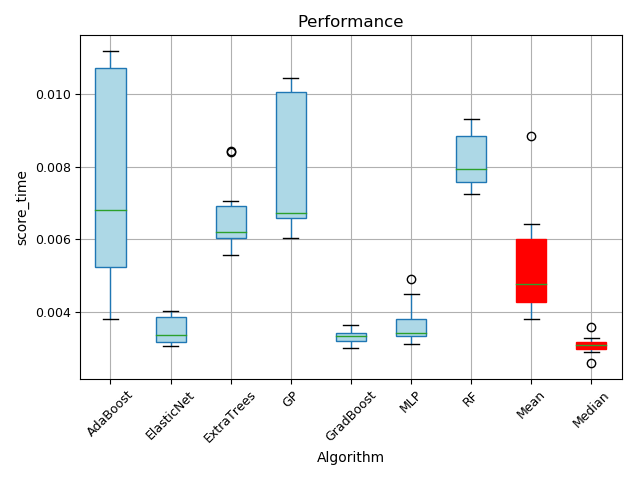 Performance
0.010
0.008
0.006
0.004
score_time
AdaBoost
ElasticNet
ExtraTrees
GP
GradBoost
MLP
RF
Mean
Median
Algorithm